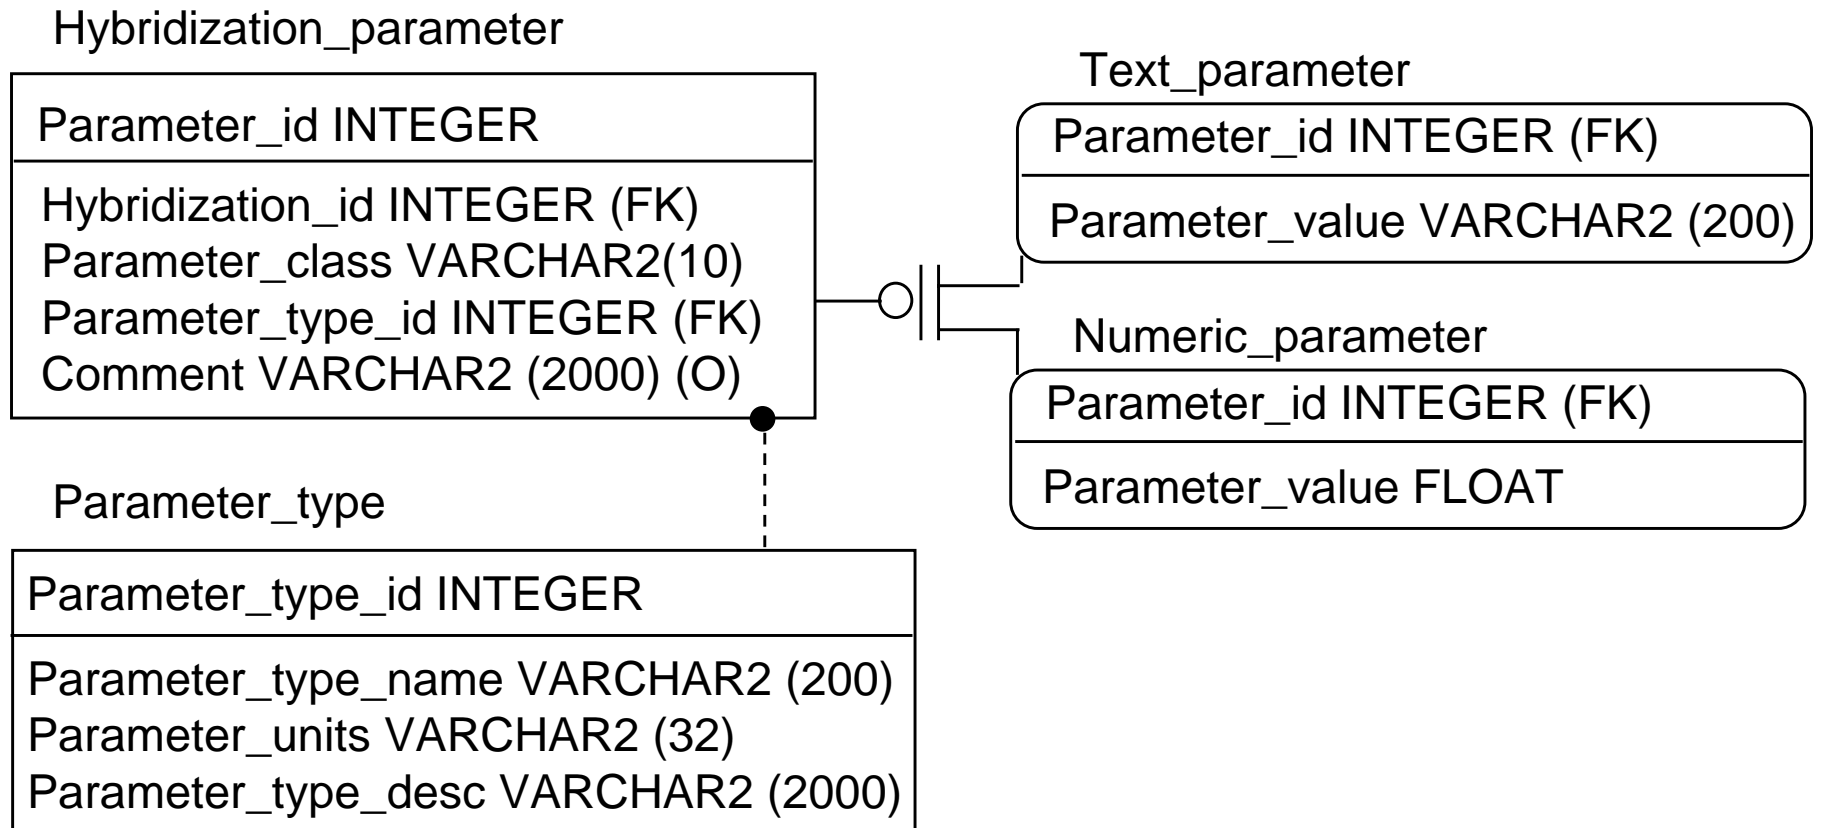 Hybridization_parameter
Parameter_id INTEGER
Hybridization_id INTEGER (FK)
Parameter_class VARCHAR2(10)
Parameter_type_id INTEGER (FK)
Comment VARCHAR2 (2000) (O)
Text_parameter
Parameter_id INTEGER (FK)
Parameter_value VARCHAR2 (200)
Numeric_parameter
Parameter_id INTEGER (FK)
Parameter_value FLOAT
Parameter_type
Parameter_type_id INTEGER
Parameter_type_name VARCHAR2 (200)
Parameter_units VARCHAR2 (32)
Parameter_type_desc VARCHAR2 (2000)